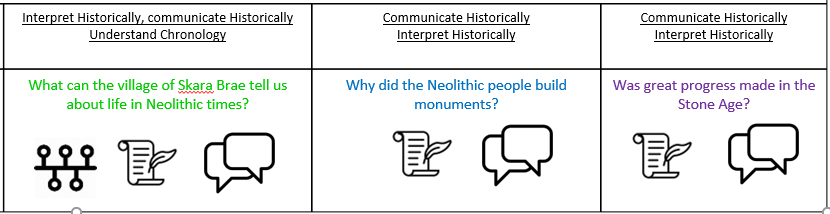 Interpret Historically, communicate Historically
Understand Chronology
Communicate Historically
Interpret Historically
Communicate Historically
Interpret Historically
What can the village of Skara Brae tell us
about life in Neolithic times?
Why did the Neolithic people build
monuments?
Was great progress made in the
Stone Age?